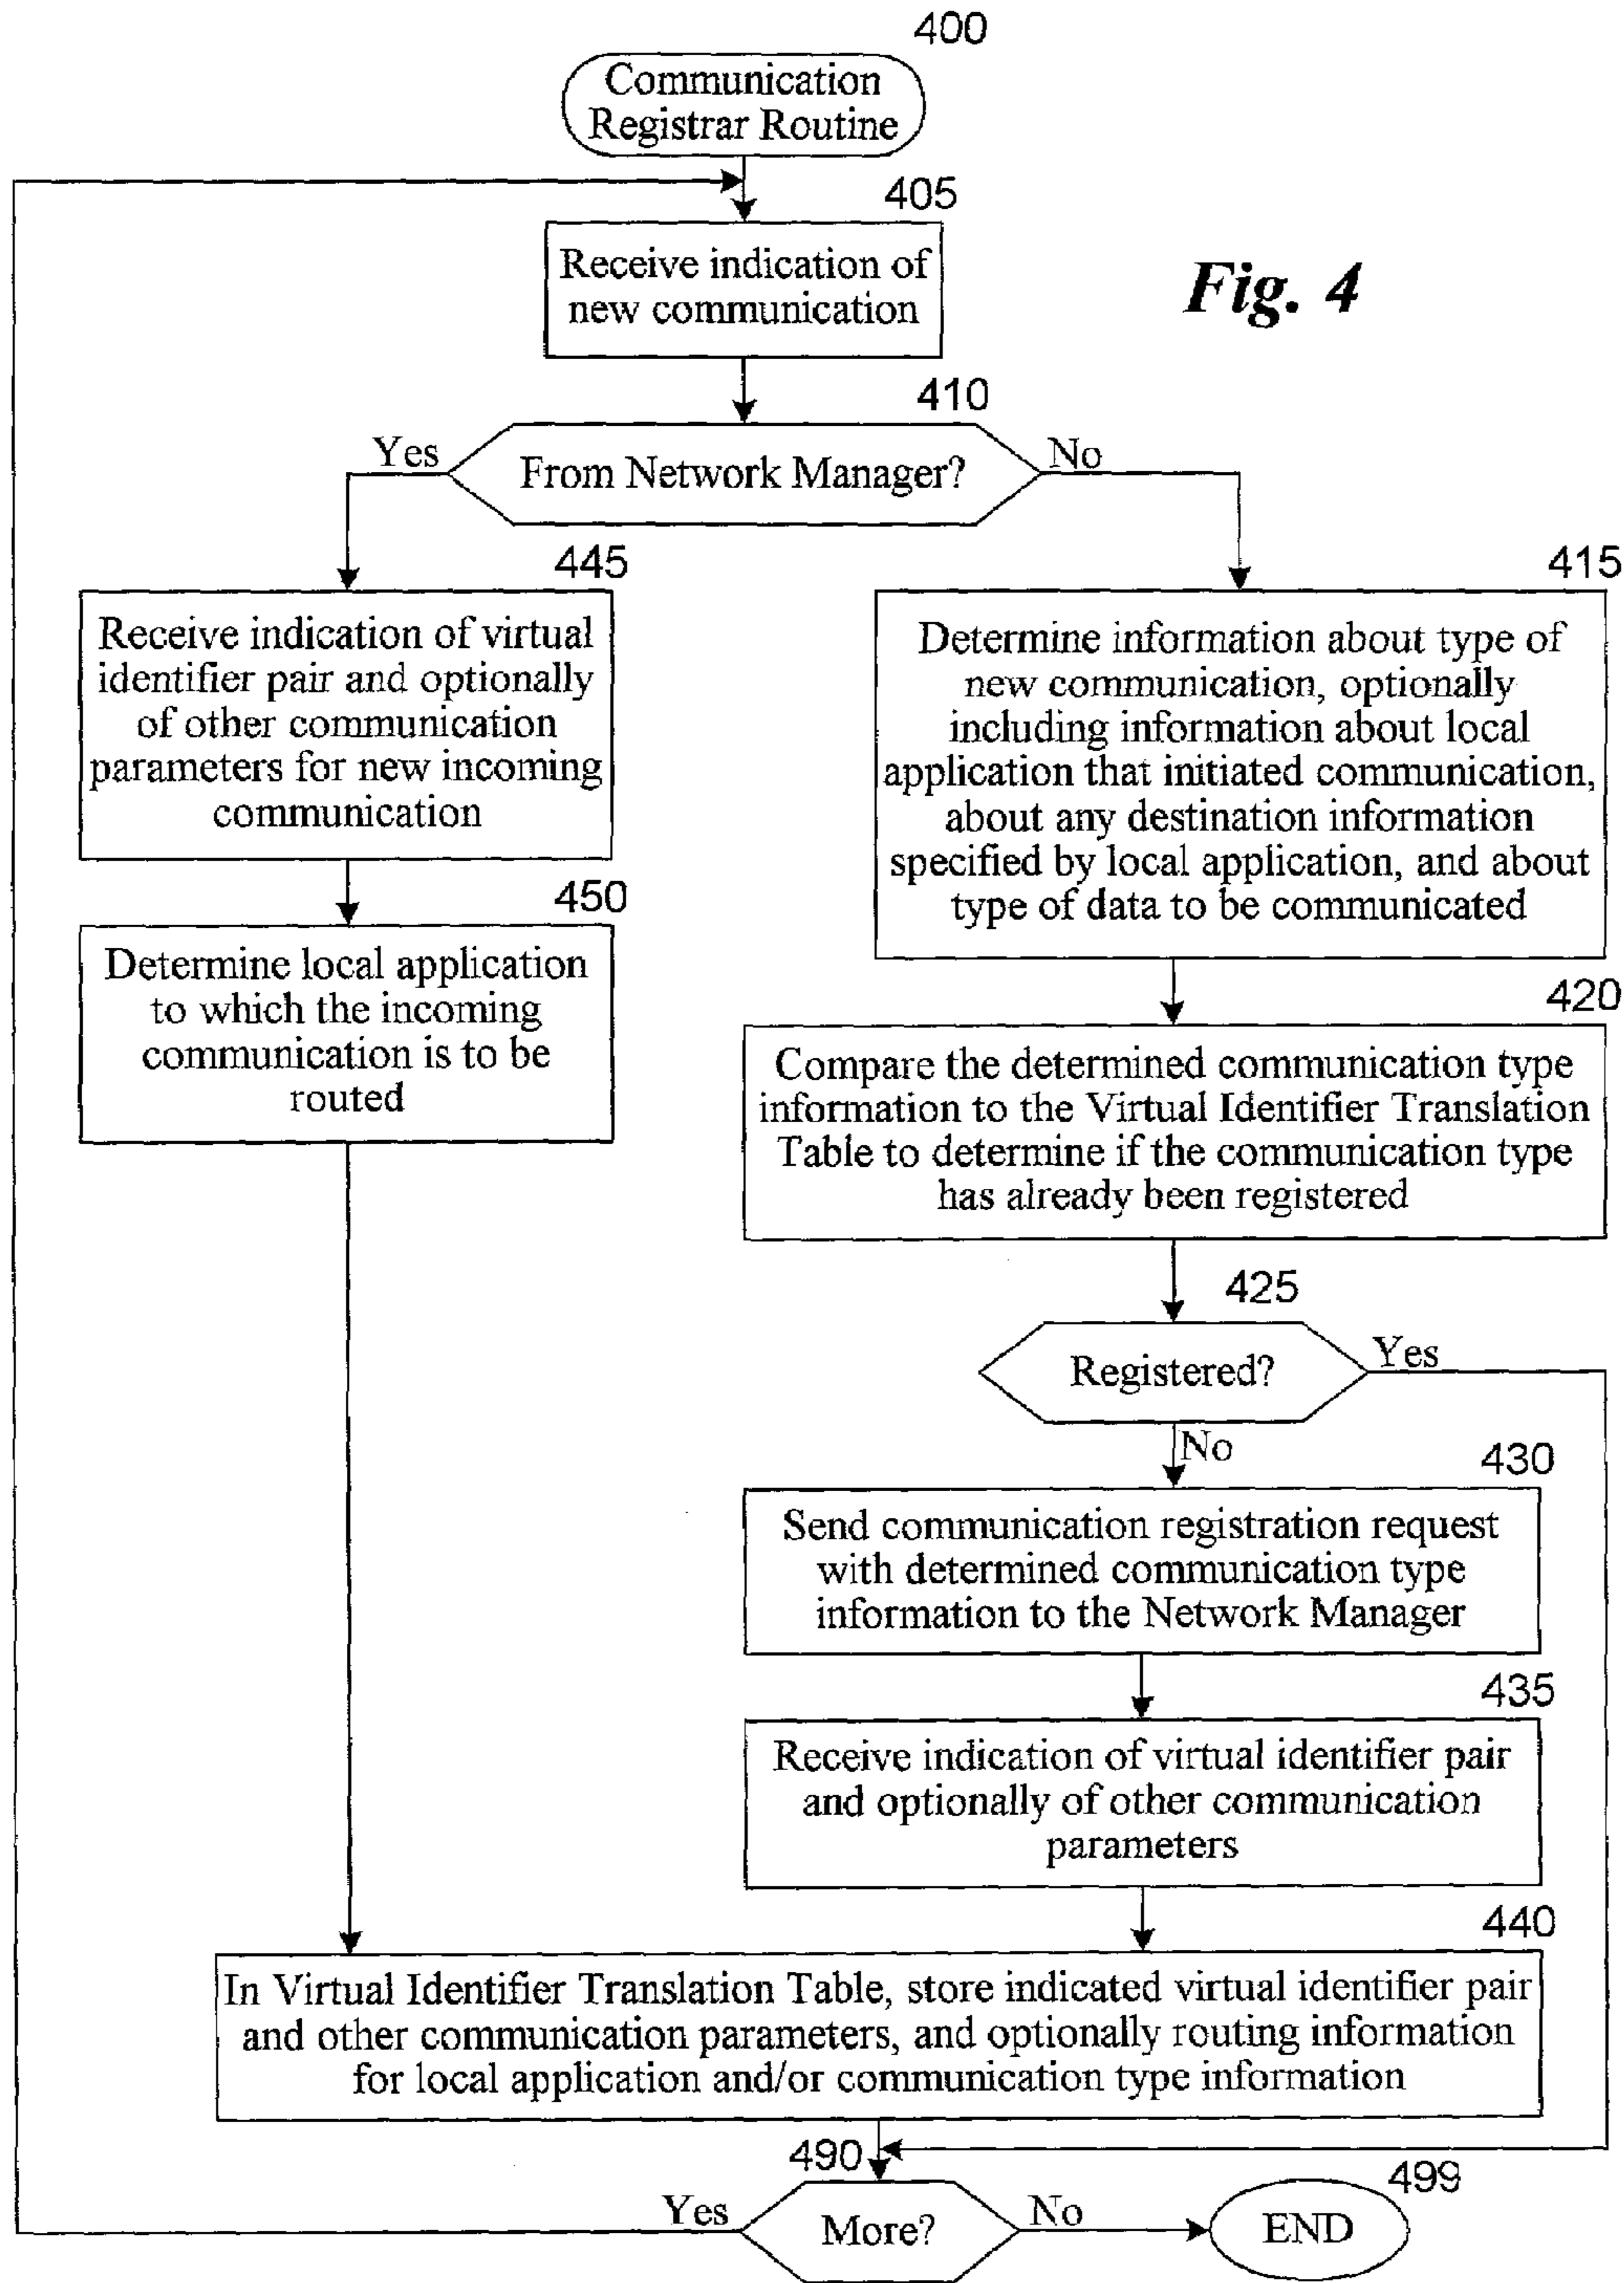 400
Communication
Registrar Routine
405
Receive indication of
new communication
Fig. 4
410
Yes
From Network Manager?
No
445
Receive indication of virtual
identifier pair and optionally
of other communication
parameters for new incoming
communication
450
Determine local application
to which the incoming
communication is to be
routed
415
Determine information about type of
new communication, optionally
including information about local
application that initiated communication,
about any destination information
specified by local application, and about
type of data to be communicated
420
Compare the determined communication type
information to the Virtual Identifier Translation
Table to determine if the communication type
has already been registered
425
Registered?
Yes
No
430
Send communication registration request
with determined communication type
information to the Network Manager
435
Receive indication of virtual identifier pair
and optionally of other communication
parameters
440
In Virtual Identifier Translation Table, store indicated virtual identifier pair
and other communication parameters, and optionally routing information
for local application and/or communication type information
490
Yes
More?
No
499
END